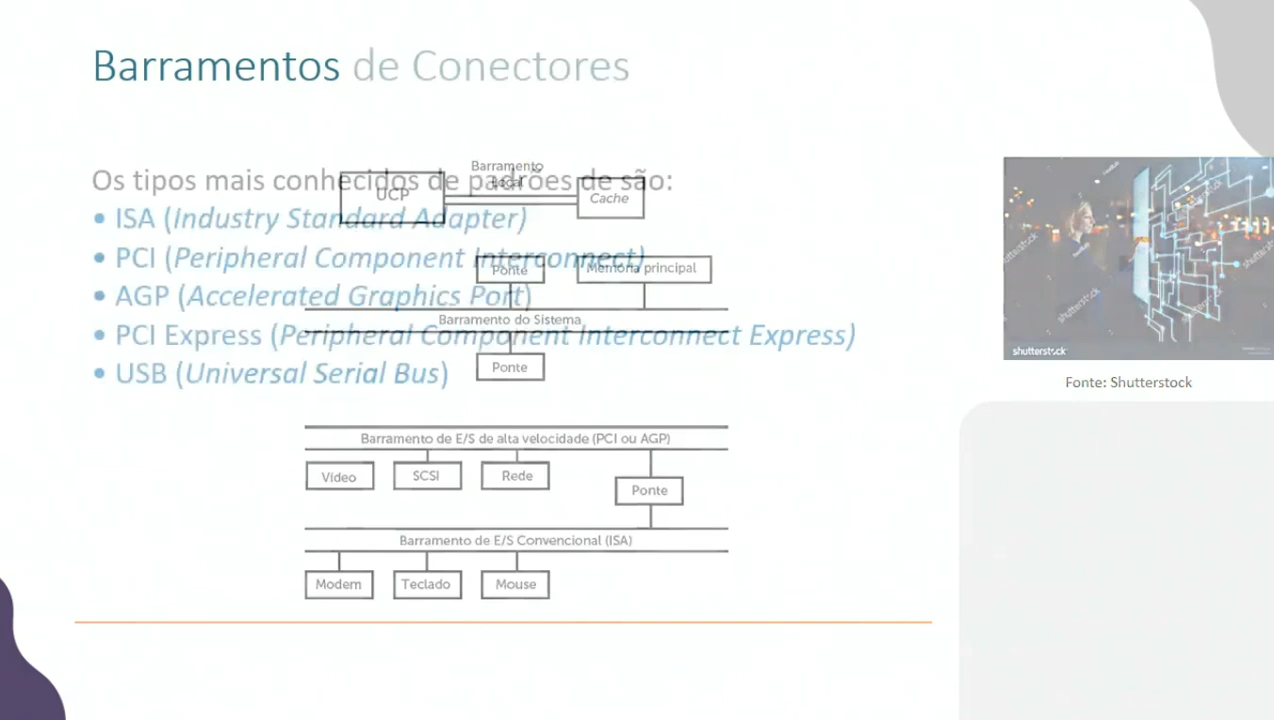 Barramentos de Conectores
Os tipos mais conhecidos de padrões de são:
• ISA (Industry Standard Adapter)
• PCI (Peripheral Component Interconnect)
• AGP (Accelerated Graphics Port)
• PCI Express (Peripheral Component Interconnect Express)
• USB (Universal Serial Bus)
Barramento
Local
UCP
Cache
Ponte
Memória principal
Barramento do Sistema
Ponte
Barramento de E/S de alta velocidade (PCI ou AGP)
Vídeo
SCSI
Rede
Ponte
Barramento de E/S Convencional (ISA)
Modem
Teclado
Mouse
shutterstock
Fonte: Shutterstock